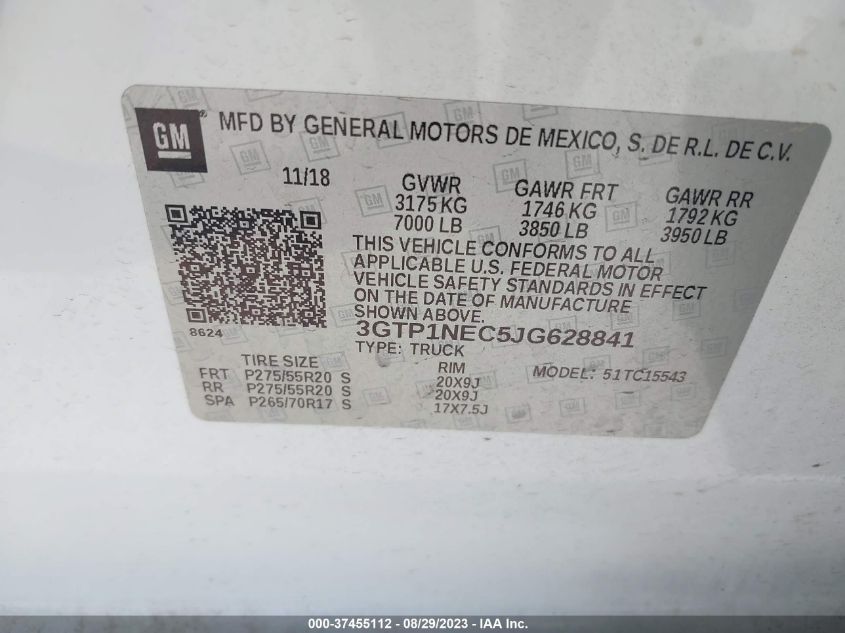 GM ®
MFD BY GENERAL MOTORS DE MEXICO, S. DE R.L. DE C.V.
11/18 GVWR GAWR FRT GAWR RR
3175 KG 1746 KG 1792 KG
7000 LB 3850 LB 3950 LB
THIS VEHICLE CONFORMS TO ALL
APPLICABLE U.S. FEDERAL MOTOR
VEHICLE SAFETY STANDARDS IN EFFECT
ON THE DATE OF MANUFACTURE
SHOWN ABOVE.
8624
3GTP1NEC5JG628841
TYPE: TRUCK
TIRE SIZE RIM MODEL: 51TC15543
FRT P275/55R20 S 20X9J
RR P275/55R20 S 20X9J
SPA P265/70R17 S 17X7.5J
000-37455112 - 08/29/2023 - IAA Inc.